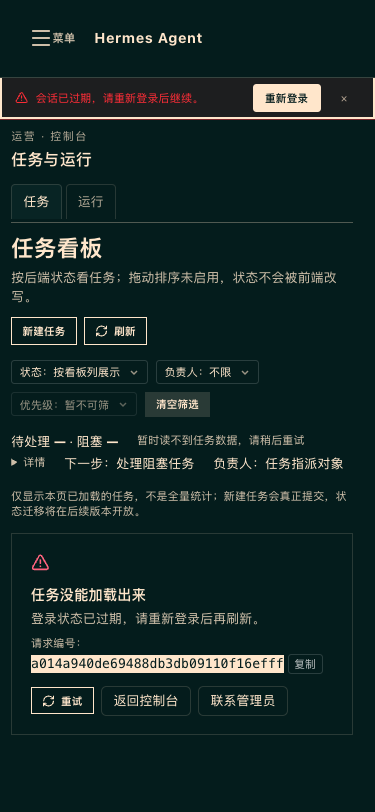 菜单 Hermes Agent
会话已过期，请重新登录后继续。 重新登录 ×
运营 · 控制台
任务与运行
任务 运行
任务看板
按后端状态看任务；拖动排序未启用，状态不会被前端改
写。
新建任务 刷新
状态：按看板列展示 负责人：不限
优先级：暂不可筛 清空筛选
待处理 — · 阻塞 — 暂时读不到任务数据，请稍后重试
▶ 详情 下一步：处理阻塞任务 负责人：任务指派对象
仅显示本页已加载的任务，不是全量统计；新建任务会真正提交，状
态迁移将在后续版本开放。
任务没能加载出来
登录状态已过期，请重新登录后再刷新。
请求编号：
a014a940de69488db3db09110f16efff 复制
重试 返回控制台 联系管理员